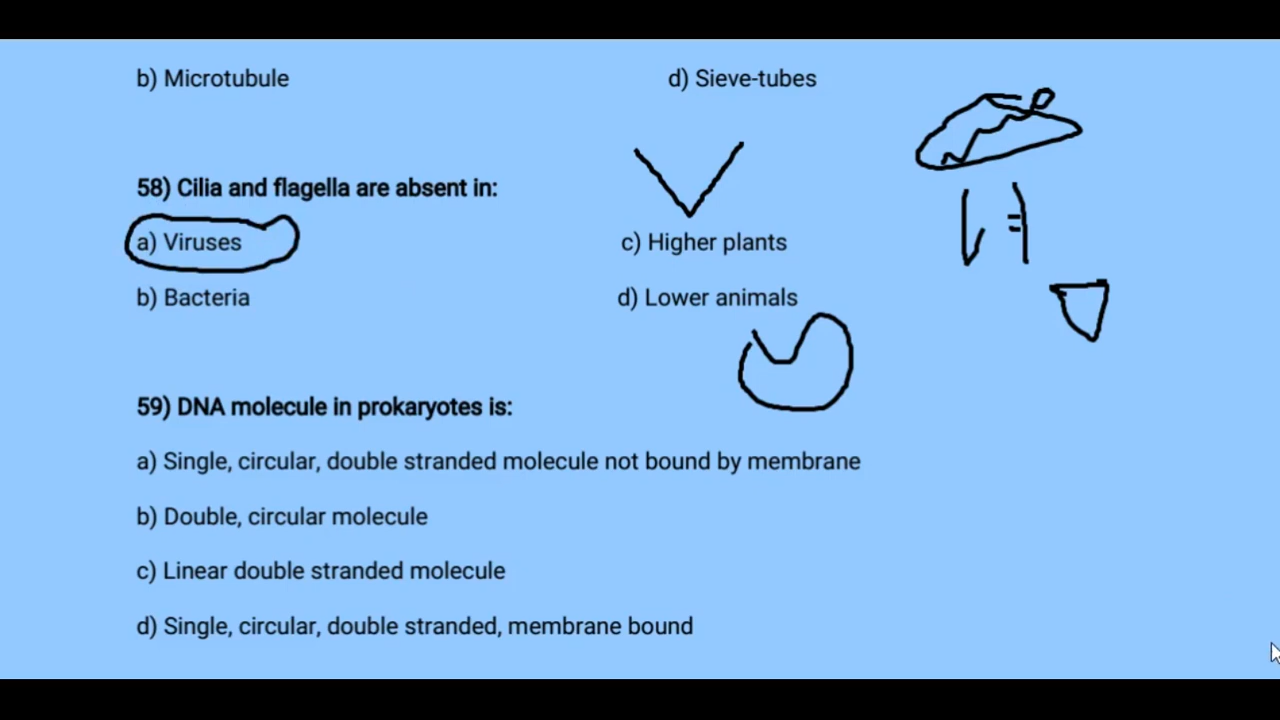 b) Microtubule d) Sieve-tubes
58) Cilia and flagella are absent in:
a) Viruses c) Higher plants
b) Bacteria d) Lower animals
59) DNA molecule in prokaryotes is:
a) Single, circular, double stranded molecule not bound by membrane
b) Double, circular molecule
c) Linear double stranded molecule
d) Single, circular, double stranded, membrane bound